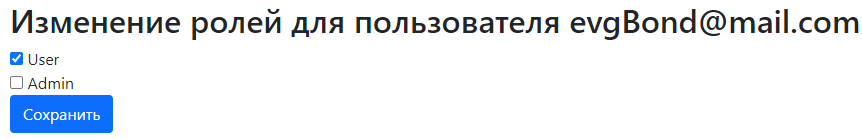 Изменение ролей для пользователя evgBond@mail.com
User
Admin
Сохранить